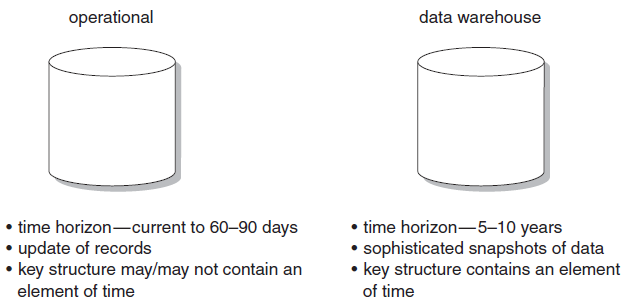 operational
• time horizon—current to 60–90 days
• update of records
• key structure may/may not contain an
element of time
data warehouse
• time horizon—5–10 years
• sophisticated snapshots of data
• key structure contains an element
of time